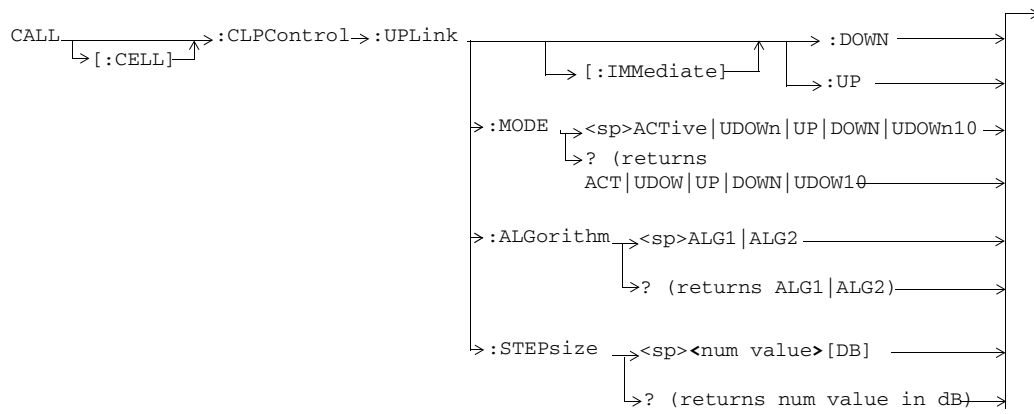 CALL :CLPControl :UPLink :DOWN
[:CELL] [:IMMediate]
:UP
:MODE <sp>ACTive|UDOWn|UP|DOWN|UDOWn10
? (returns
ACT|UDOW|UP|DOWN|UDOW10
:ALGorithm <sp>ALG1|ALG2
? (returns ALG1|ALG2)
:STEPsize <sp><num value>[DB]
? (returns num value in dB)